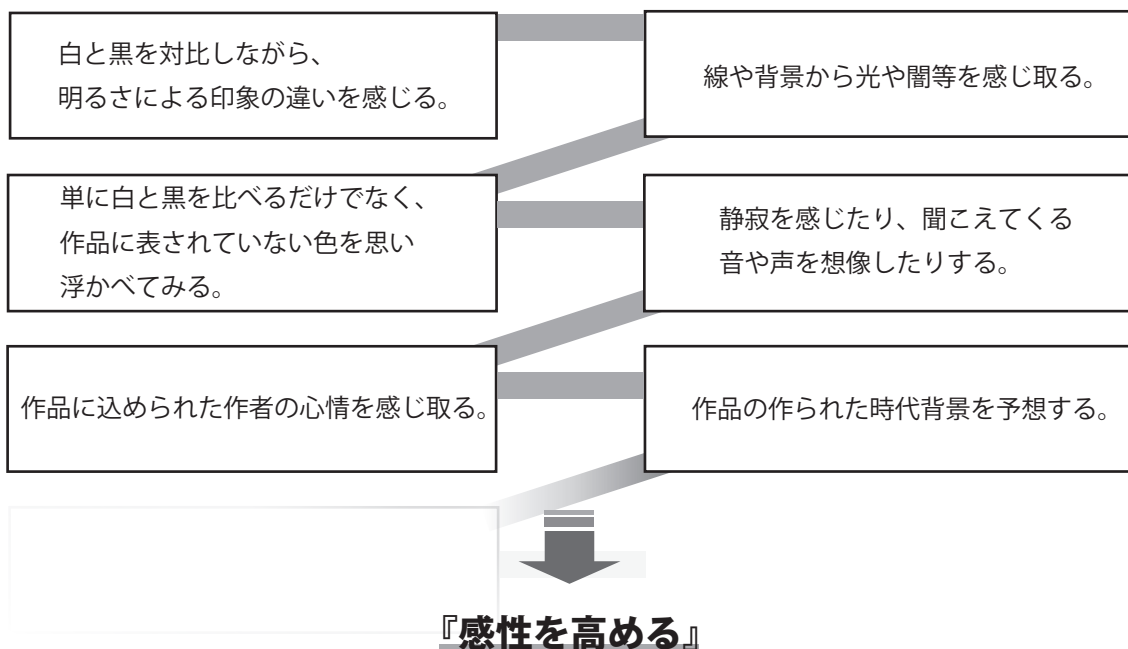 白と黒を対比しながら、
明るさによる印象の違いを感じる。
線や背景から光や闇等を感じ取る。
単に白と黒を比べるだけでなく、
作品に表されていない色を思い
浮かべてみる。
静寂を感じたり、聞こえてくる
音や声を想像したりする。
作品に込められた作者の心情を感じ取る。
作品の作られた時代背景を予想する。
『感性を高める』